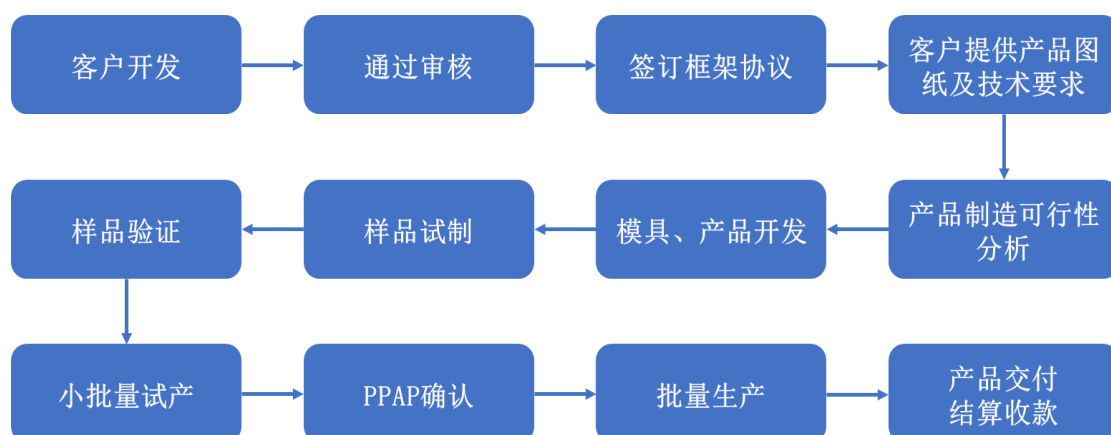 客户开发
通过审核
签订框架协议
客户提供产品图
纸及技术要求
产品制造可行性
分析
模具、产品开发
样品试制
样品验证
小批量试产
PPAP确认
批量生产
产品交付
结算收款